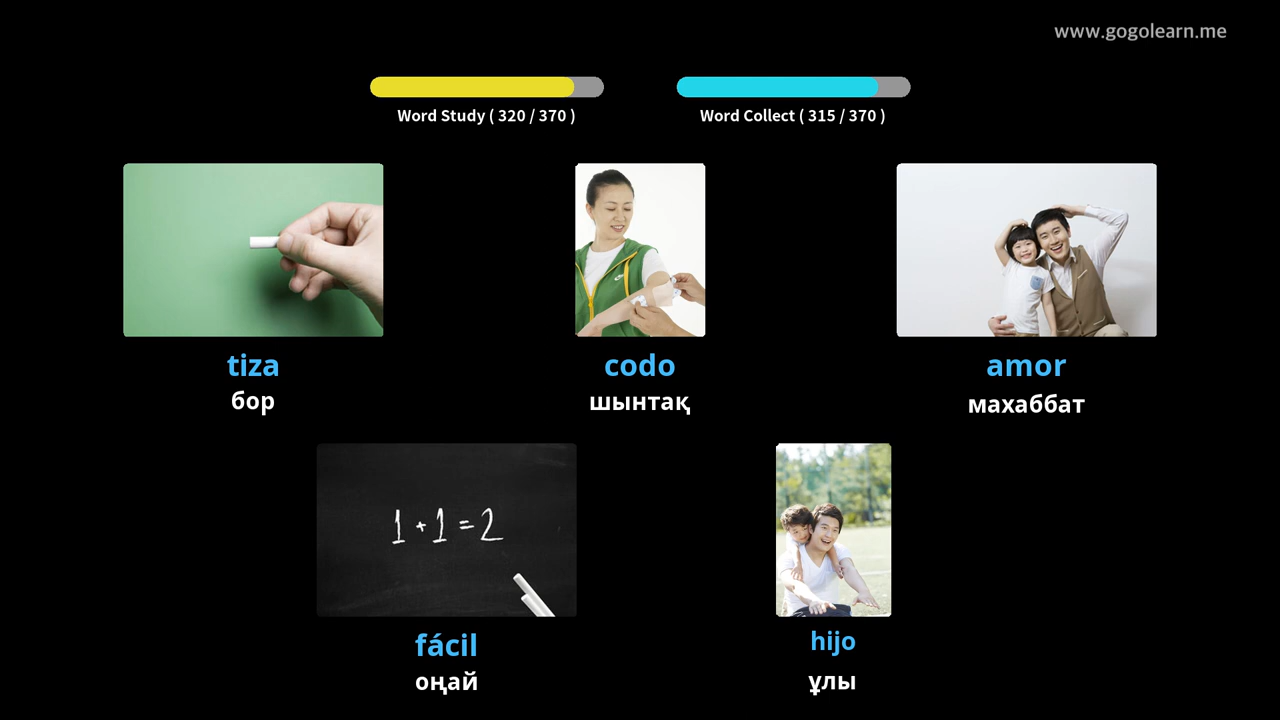 www.gogolearn.me
Word Study ( 320 / 370 )
Word Collect ( 315 / 370 )
tiza
бор
codo
шынтақ
amor
махаббат
1 + 1 = 2
fácil
оңай
hijo
ұлы